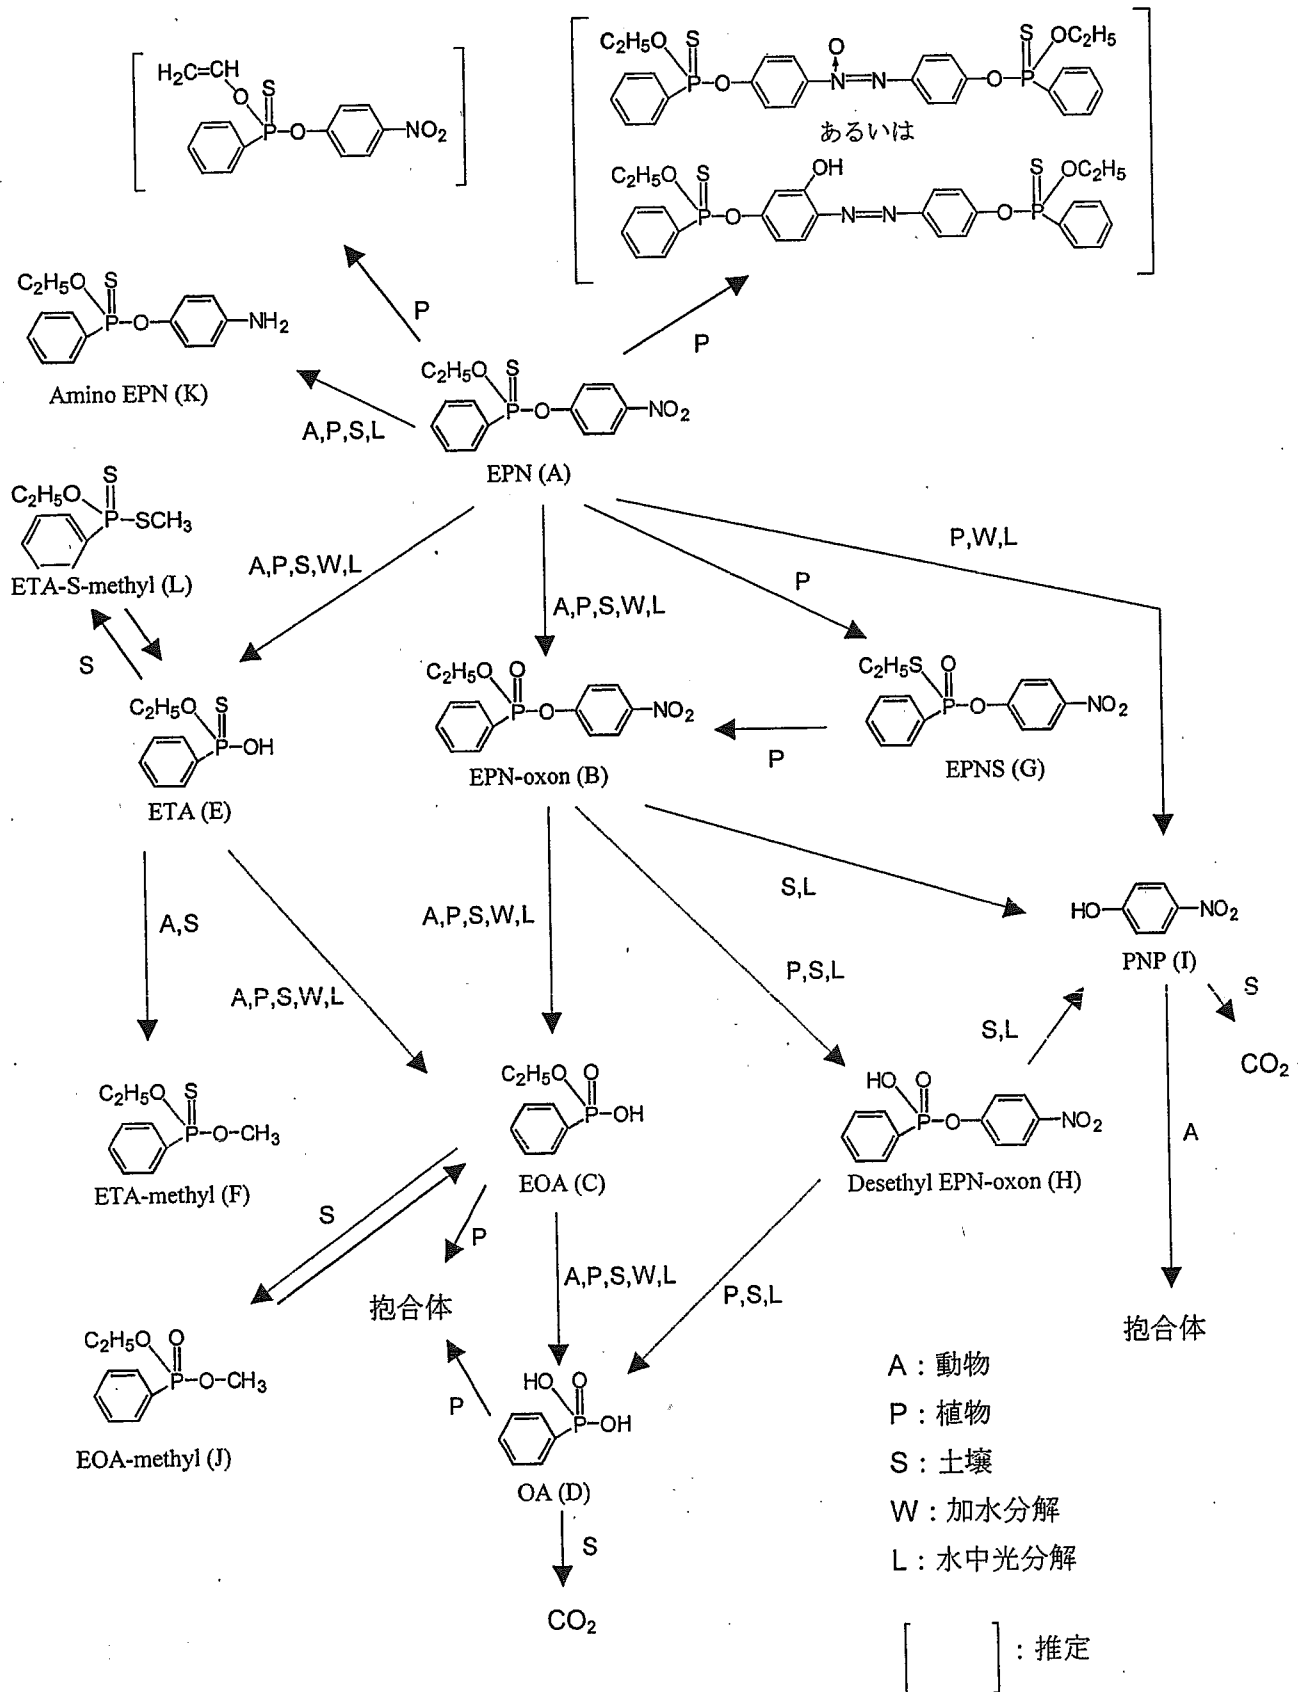 H₂C=CH
O
S
P-O
NO₂
C₂H₅O
S
P-O
O
N=N
O-P
S
OC₂H₅
あるいは
C₂H₅O
S
P-O
OH
N=N
O-P
S
OC₂H₅
P
P
C₂H₅O
S
P-O
NH₂
Amino EPN (K)
A,P,S,L
C₂H₅O
S
P-O
NO₂
EPN (A)
C₂H₅O
S
P-SCH₃
ETA-S-methyl (L)
S
A,P,S,W,L
A,P,S,W,L
P
P,W,L
C₂H₅O
S
P-OH
ETA (E)
C₂H₅O
O
P-O
NO₂
EPN-oxon (B)
P
C₂H₅S
O
P-O
NO₂
EPNS (G)
A,S
A,P,S,W,L
A,P,S,W,L
P,S,L
S,L
HO
NO₂
PNP (I)
S
CO₂
S,L
A
C₂H₅O
S
P-O-CH₃
ETA-methyl (F)
C₂H₅O
O
P-OH
EOA (C)
HO
O
P-O
NO₂
Desethyl EPN-oxon (H)
S
P
A,P,S,W,L
P,S,L
抱合体
抱合体
C₂H₅O
O
P-O-CH₃
EOA-methyl (J)
P
HO
O
P-OH
OA (D)
S
CO₂
A：動物
P：植物
S：土壌
W：加水分解
L：水中光分解
：推定